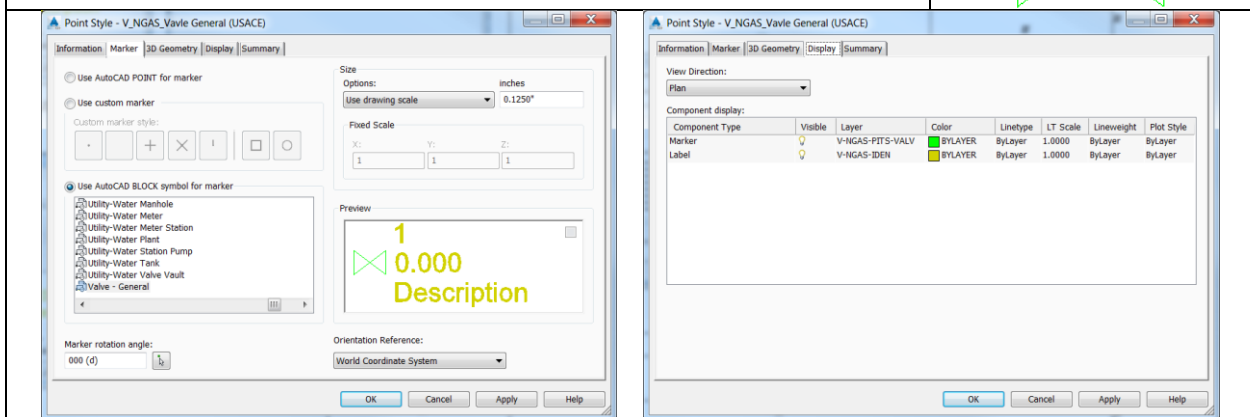 Point Style - V_NGAS_Vavle General (USACE)
Information Marker 3D Geometry Display Summary
Use AutoCAD POINT for marker
Use custom marker
Custom marker style:
Use AutoCAD BLOCK symbol for marker
Utility-Water Manhole
Utility-Water Meter
Utility-Water Meter Station
Utility-Water Plant
Utility-Water Station Pump
Utility-Water Tank
Utility-Water Valve Vault
Valve - General
Marker rotation angle:
000 (d)
Size
Options: inches
Use drawing scale 0.1250"
Fixed Scale
X: Y: Z:
1 1 1
Preview
1
0.000
Description
Orientation Reference:
World Coordinate System
OK Cancel Apply Help
Point Style - V_NGAS_Vavle General (USACE)
Information Marker 3D Geometry Display Summary
View Direction:
Plan
Component display:
Component Type Visible Layer Color Linetype LT Scale Lineweight Plot Style
Marker V-NGAS-PITS-VALV BYLAYER ByLayer 1.0000 ByLayer ByLayer
Label V-NGAS-IDEN BYLAYER ByLayer 1.0000 ByLayer ByLayer
OK Cancel Apply Help